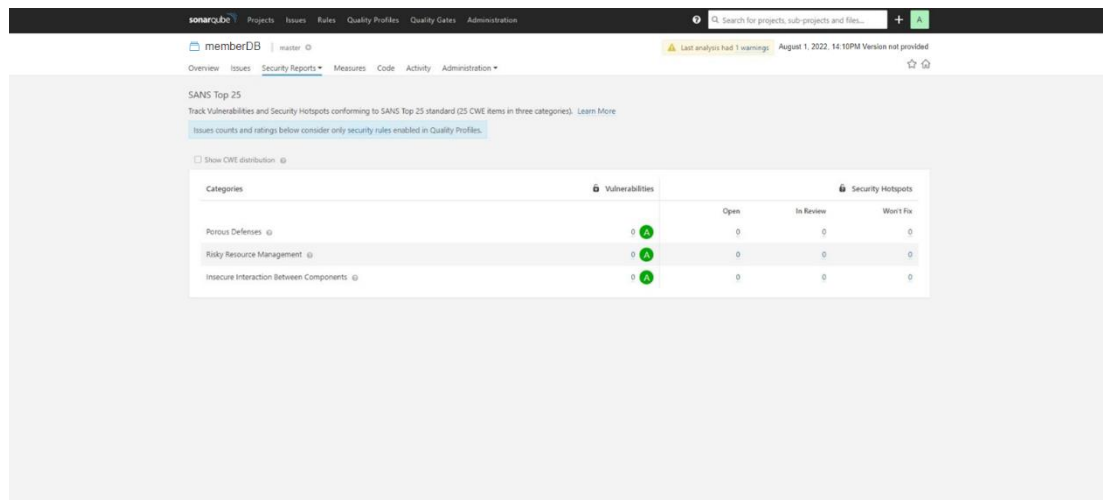 sonarqube Projects Issues Rules Quality Profiles Quality Gates Administration Search for projects, sub-projects and files... + A
memberDB master Last analysis had 1 warnings August 1, 2022, 14:10PM Version not provided
Overview Issues Security Reports Measures Code Activity Administration
SANS Top 25
Track Vulnerabilities and Security Hotspots conforming to SANS Top 25 standard (25 CWE items in three categories). Learn More
Issues counts and ratings below consider only security rules enabled in Quality Profiles.
Show CWE distribution
Categories Vulnerabilities Security Hotspots
Open In Review Won't Fix
Porous Defenses 0 A 0 0 0
Risky Resource Management 0 A 0 0 0
Insecure Interaction Between Components 0 A 0 0 0